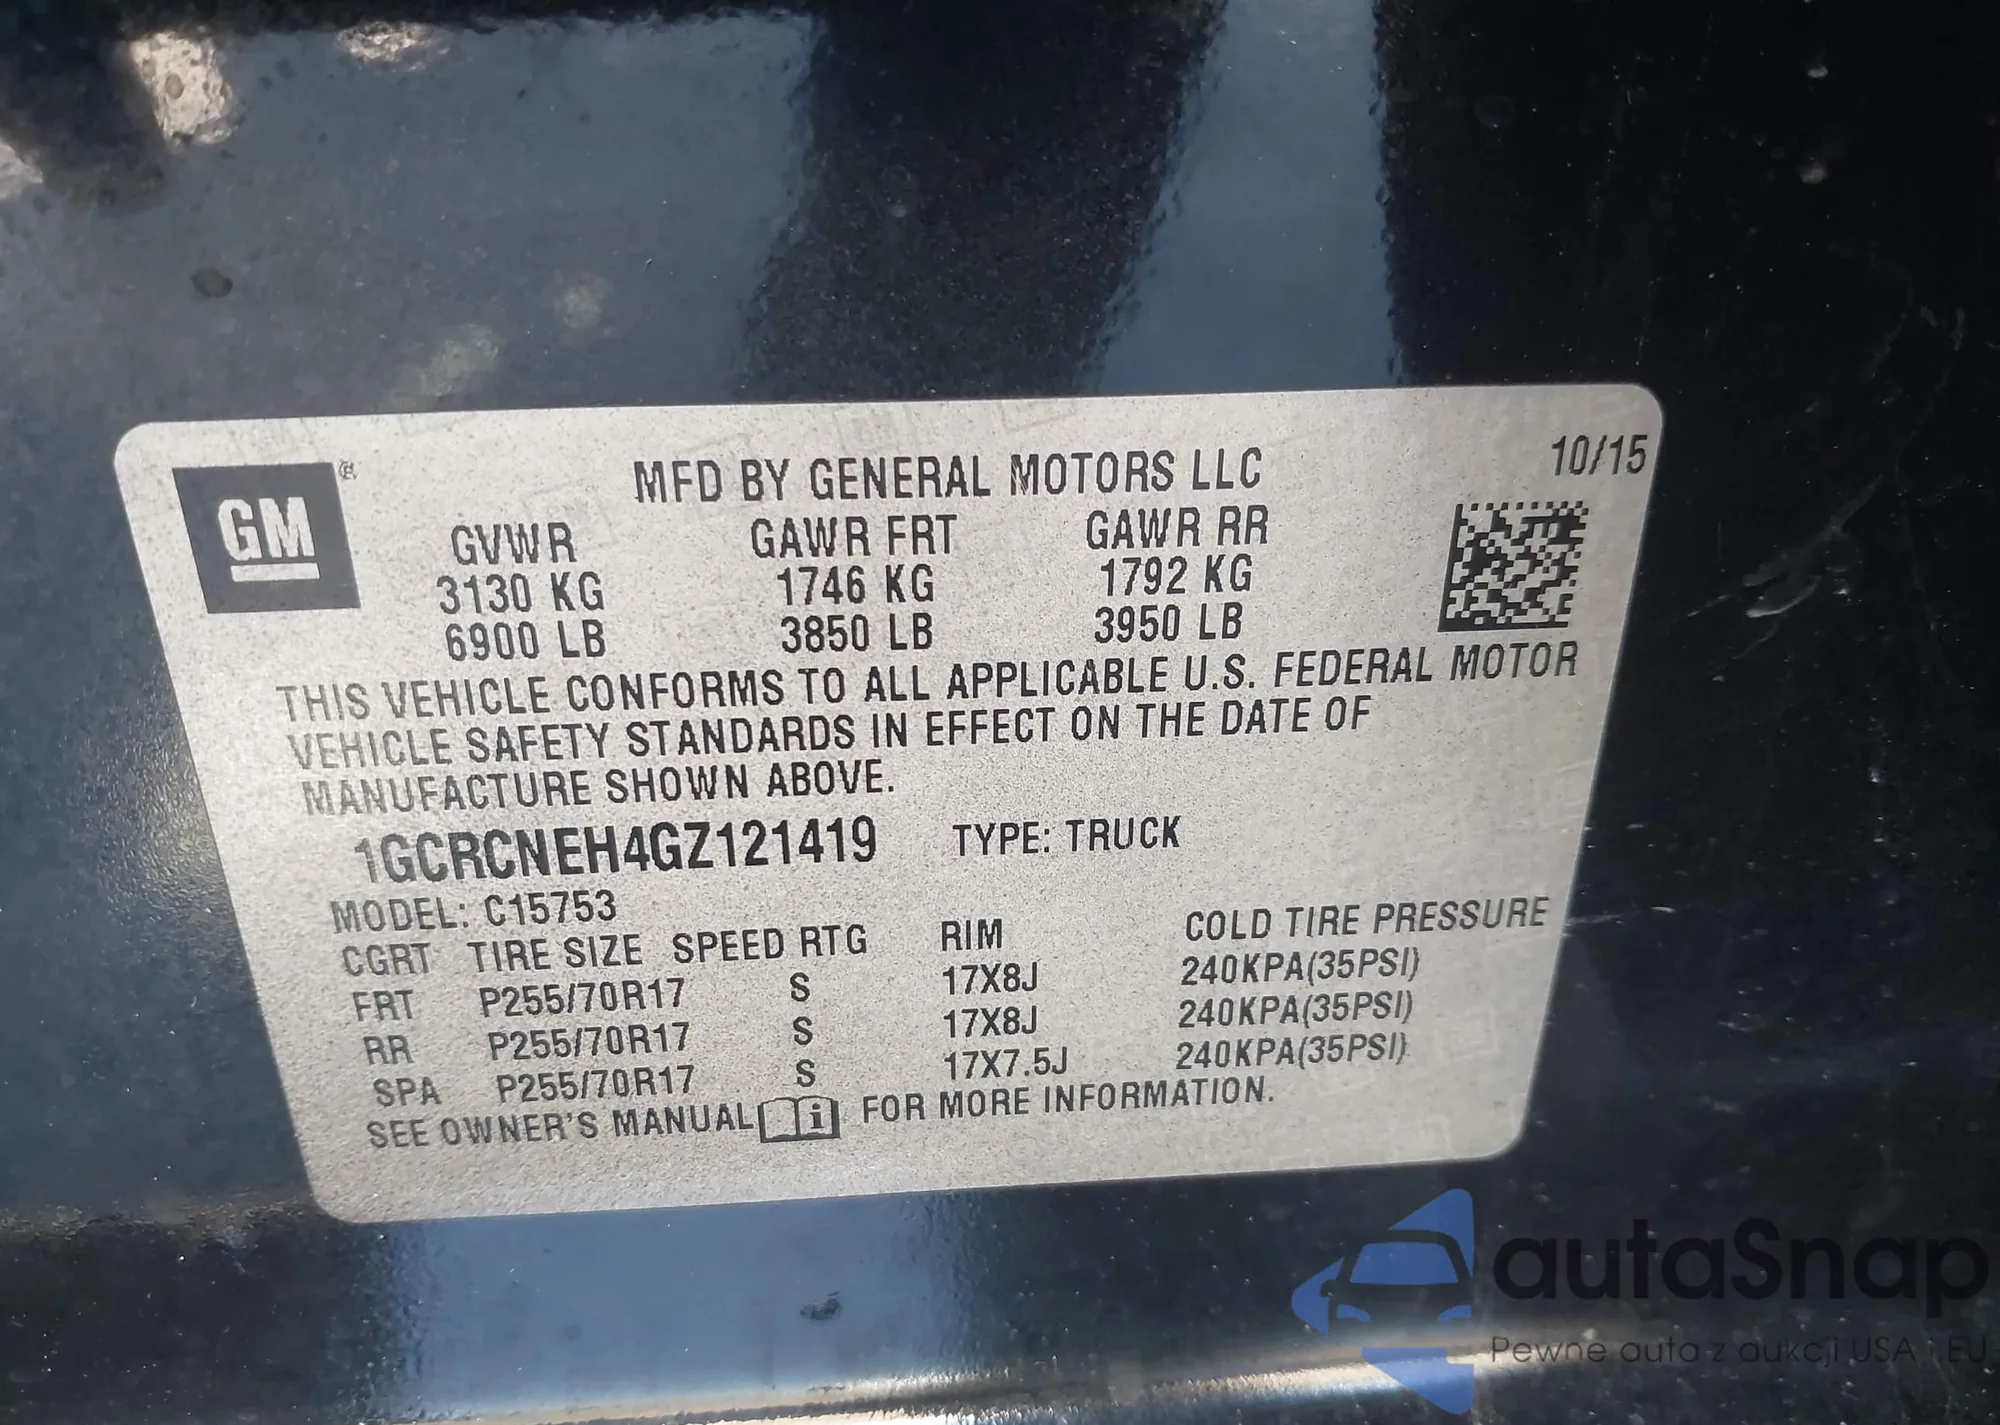 GM ®
MFD BY GENERAL MOTORS LLC 10/15
GVWR GAWR FRT GAWR RR
3130 KG 1746 KG 1792 KG
6900 LB 3850 LB 3950 LB
THIS VEHICLE CONFORMS TO ALL APPLICABLE U.S. FEDERAL MOTOR
VEHICLE SAFETY STANDARDS IN EFFECT ON THE DATE OF
MANUFACTURE SHOWN ABOVE.
1GCRCNEH4GZ121419 TYPE: TRUCK
MODEL: C15753
CGRT TIRE SIZE SPEED RTG RIM COLD TIRE PRESSURE
FRT P255/70R17 S 17X8J 240KPA(35PSI)
RR P255/70R17 S 17X8J 240KPA(35PSI)
SPA P255/70R17 S 17X7.5J 240KPA(35PSI)
SEE OWNER'S MANUAL i FOR MORE INFORMATION.
autaSnap
Pewne auta z aukcji USA i EU